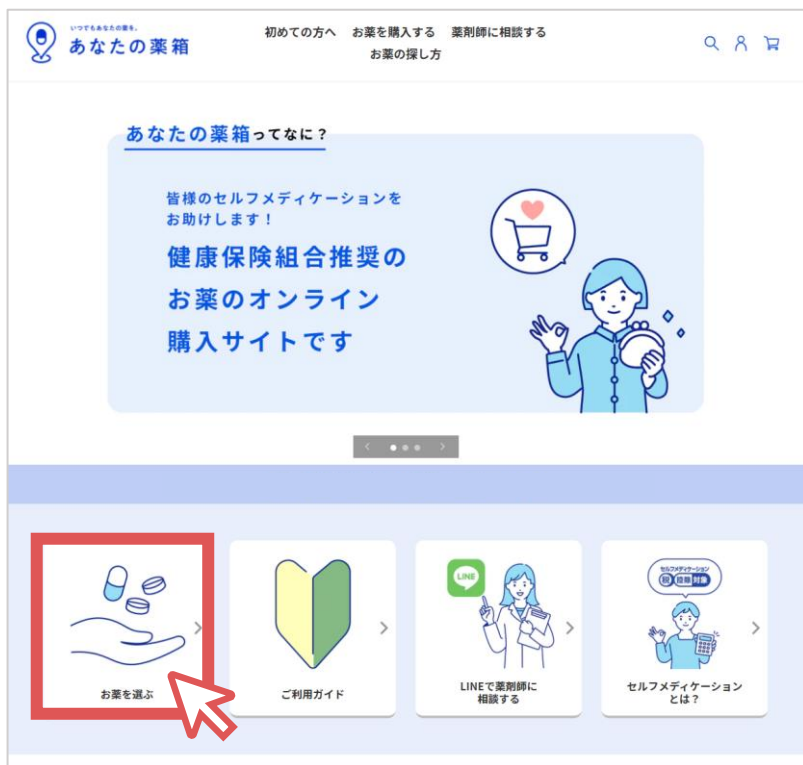 いつでもあなたの薬を。
あなたの薬箱
初めての方へ お薬を購入する 薬剤師に相談する
お薬の探し方
あなたの薬箱ってなに？
皆様のセルフメディケーションを
お助けします！
健康保険組合推奨の
お薬のオンライン
購入サイトです
お薬を選ぶ
ご利用ガイド
LINE
LINEで薬剤師に
相談する
セルフメディケーション
税 控除 対象
セルフメディケーション
とは？